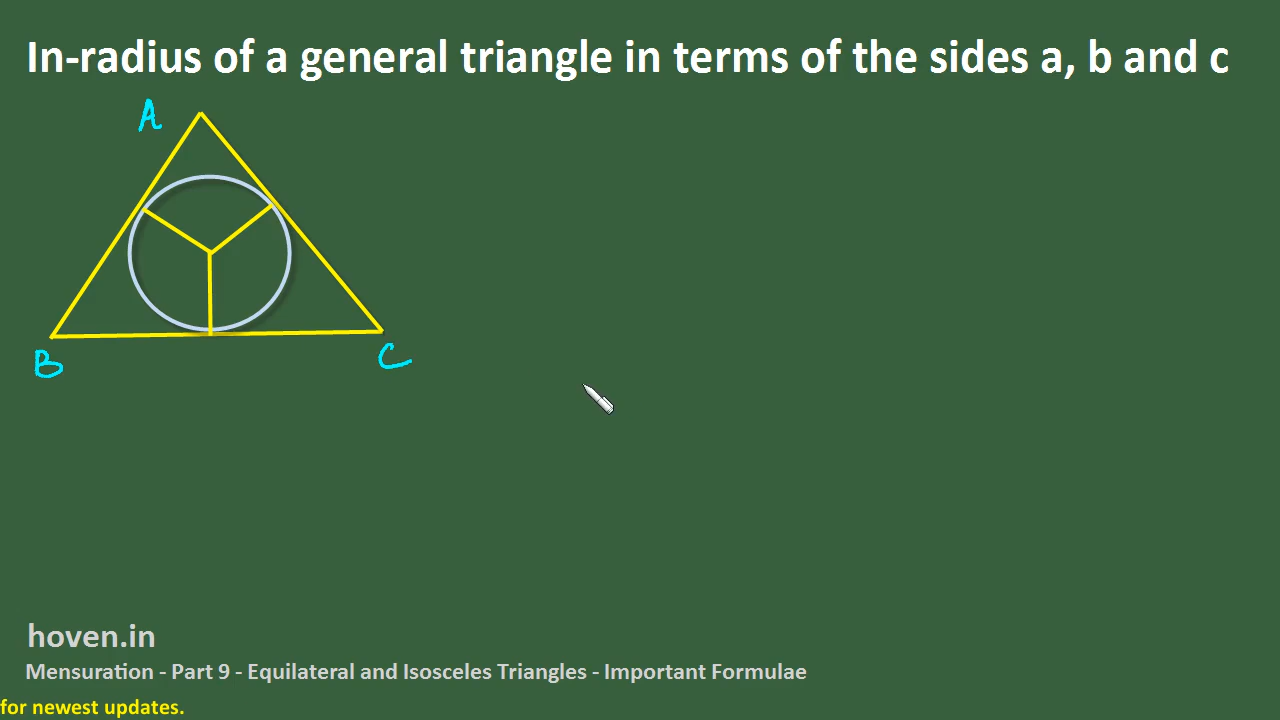 In-radius of a general triangle in terms of the sides a, b and c
A
B
C
hoven.in
Mensuration - Part 9 - Equilateral and Isosceles Triangles - Important Formulae
for newest updates.